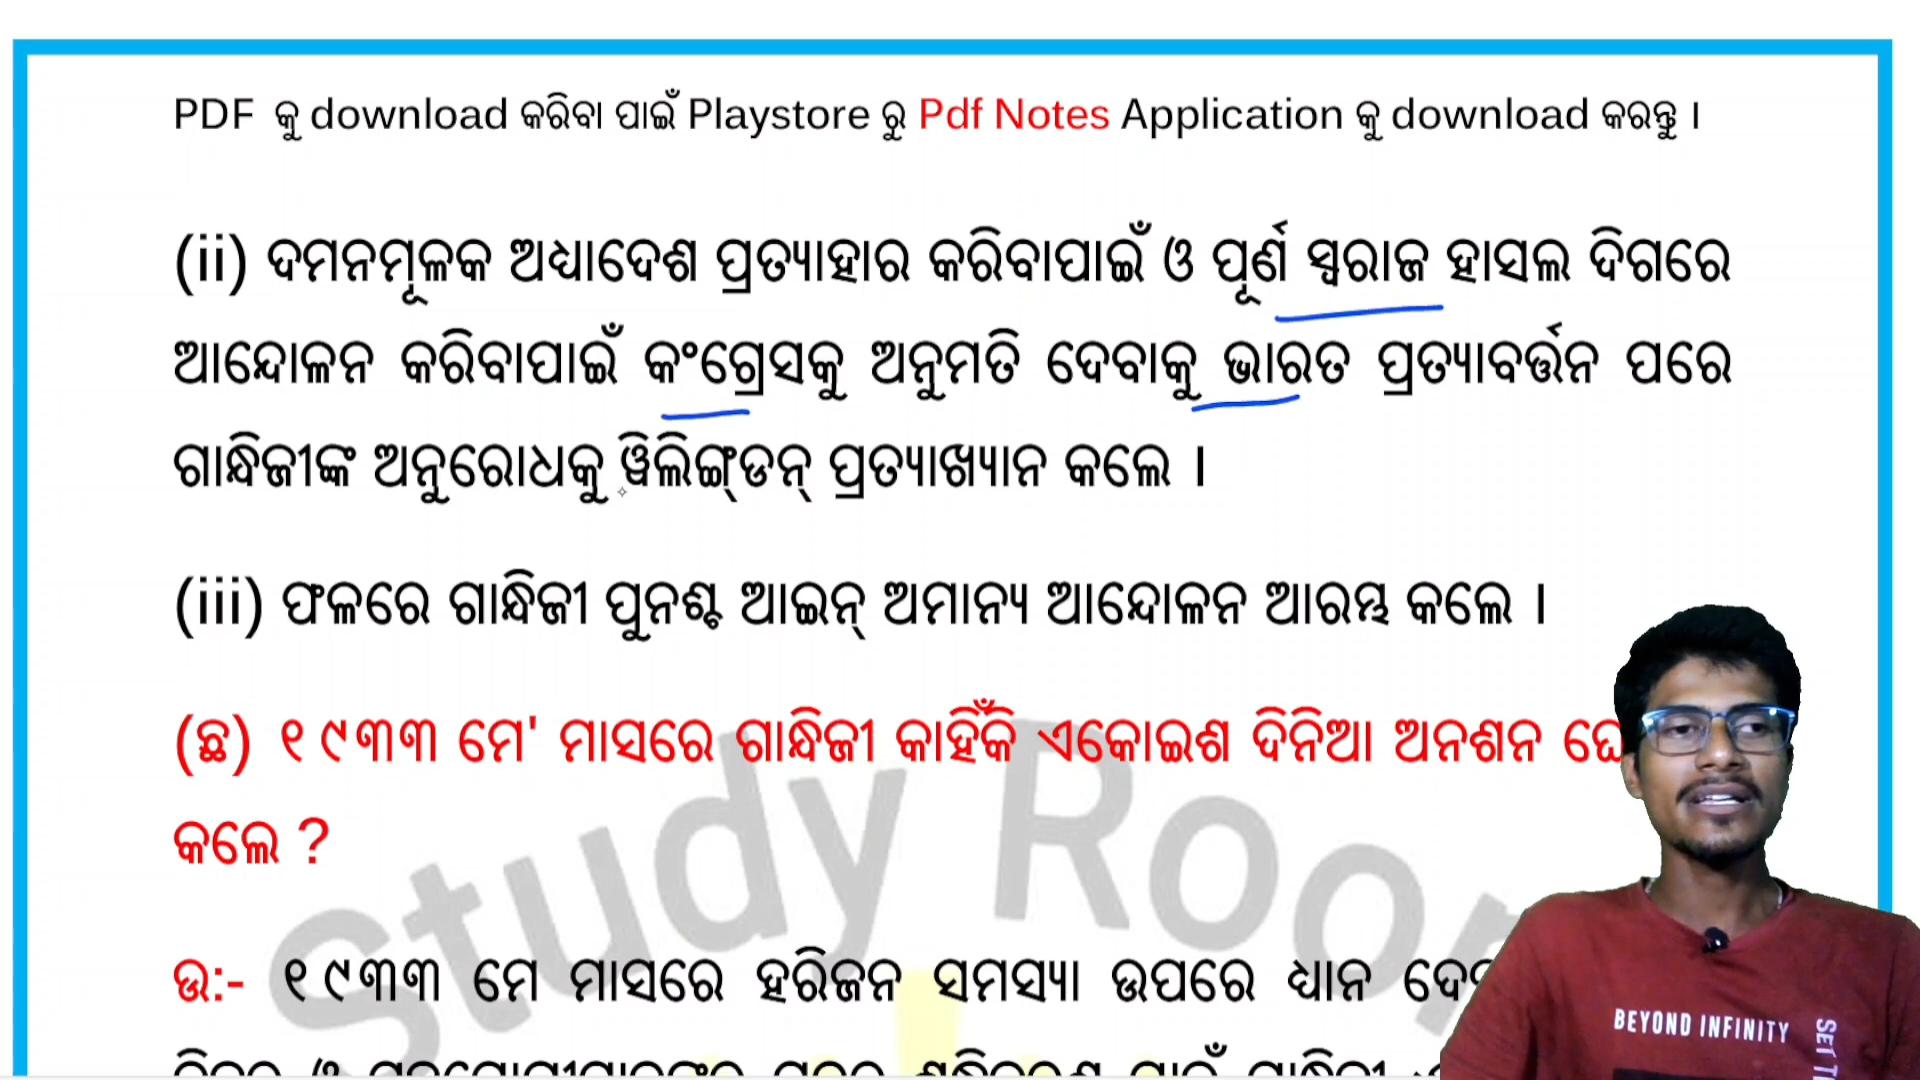 PDF କୁ download କରିବା ପାଇଁ Playstore ରୁ Pdf Notes Application କୁ download କରନ୍ତୁ ।
(ii) ଦମନମୂଳକ ଅଧ୍ୟାଦେଶ ପ୍ରତ୍ୟାହାର କରିବାପାଇଁ ଓ ପୂର୍ଣ ସ୍ୱରାଜ ହାସଲ ଦିଗରେ
ଆନ୍ଦୋଳନ କରିବାପାଇଁ କଂଗ୍ରେସକୁ ଅନୁମତି ଦେବାକୁ ଭାରତ ପ୍ରତ୍ୟାବର୍ତ୍ତନ ପରେ
ଗାନ୍ଧିଜୀଙ୍କ ଅନୁରୋଧକୁ ୱିଲିଙ୍ଗ୍‌ଡନ୍ ପ୍ରତ୍ୟାଖ୍ୟାନ କଲେ ।
(iii) ଫଳରେ ଗାନ୍ଧିଜୀ ପୁନଶ୍ଚ ଆଇନ୍ ଅମାନ୍ୟ ଆନ୍ଦୋଳନ ଆରମ୍ଭ କଲେ ।
(ଛ) ୧୯୩୩ ମେ' ମାସରେ ଗାନ୍ଧିଜୀ କାହିଁକି ଏକୋଇଶ ଦିନିଆ ଅନଶନ
କଲେ ?
ଉ:- ୧୯୩୩ ମେ ମାସରେ ହରିଜନ ସମସ୍ୟା ଉପରେ ଧ୍ୟାନ
Study
BEYOND INFINITY